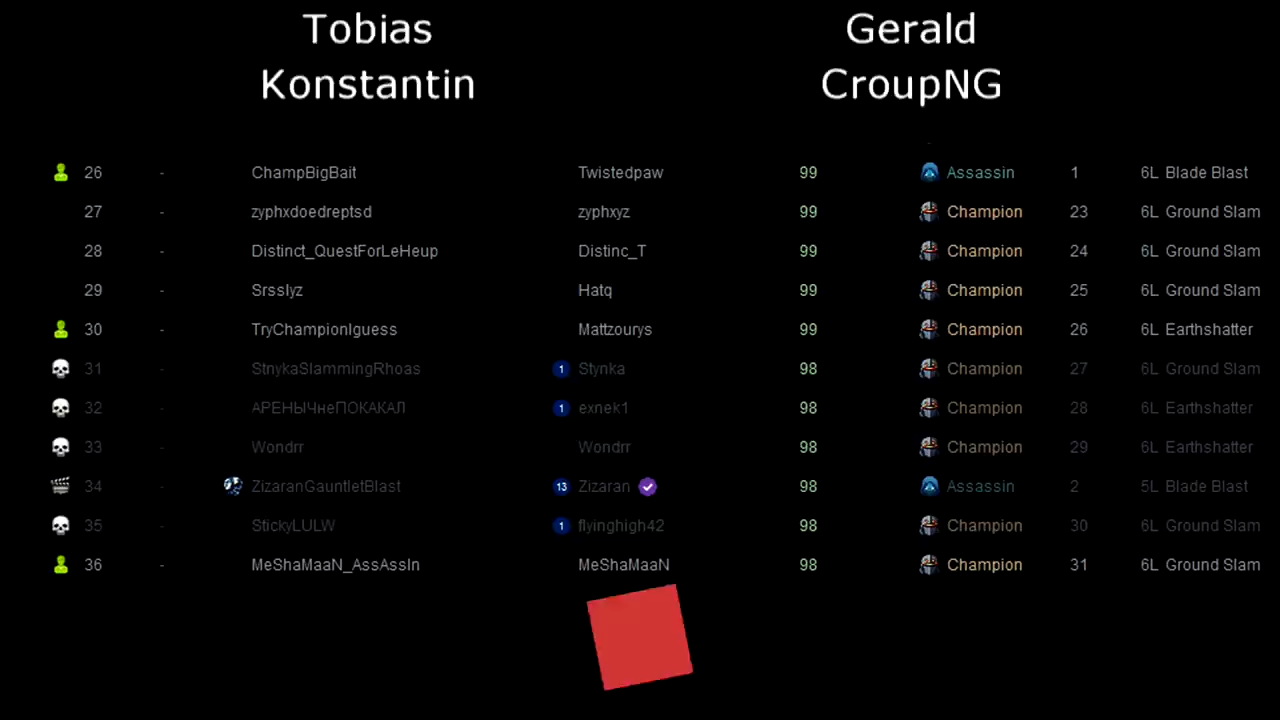 Tobias Gerald
Konstantin CroupNG
26 - ChampBigBait Twistedpaw 99 Assassin 1 6L Blade Blast
27 - zyphxdoedreptsd zyphxyz 99 Champion 23 6L Ground Slam
28 - Distinct_QuestForLeHeup Distinc_T 99 Champion 24 6L Ground Slam
29 - Srsslyz Hatq 99 Champion 25 6L Ground Slam
30 - TryChampionIguess Mattzourys 99 Champion 26 6L Earthshatter
31 - StnykaSlammingRhoas 1 Stynka 98 Champion 27 6L Ground Slam
32 - АРЕНЫЧнеПОКАКАЛ 1 exnek1 98 Champion 28 6L Earthshatter
33 - Wondrr Wondrr 98 Champion 29 6L Earthshatter
34 - ZizaranGauntletBlast 13 Zizaran 98 Assassin 2 5L Blade Blast
35 - StickyLULW 1 flyinghigh42 98 Champion 30 6L Ground Slam
36 - MeShaMaaN_AssAssIn MeShaMaaN 98 Champion 31 6L Ground Slam